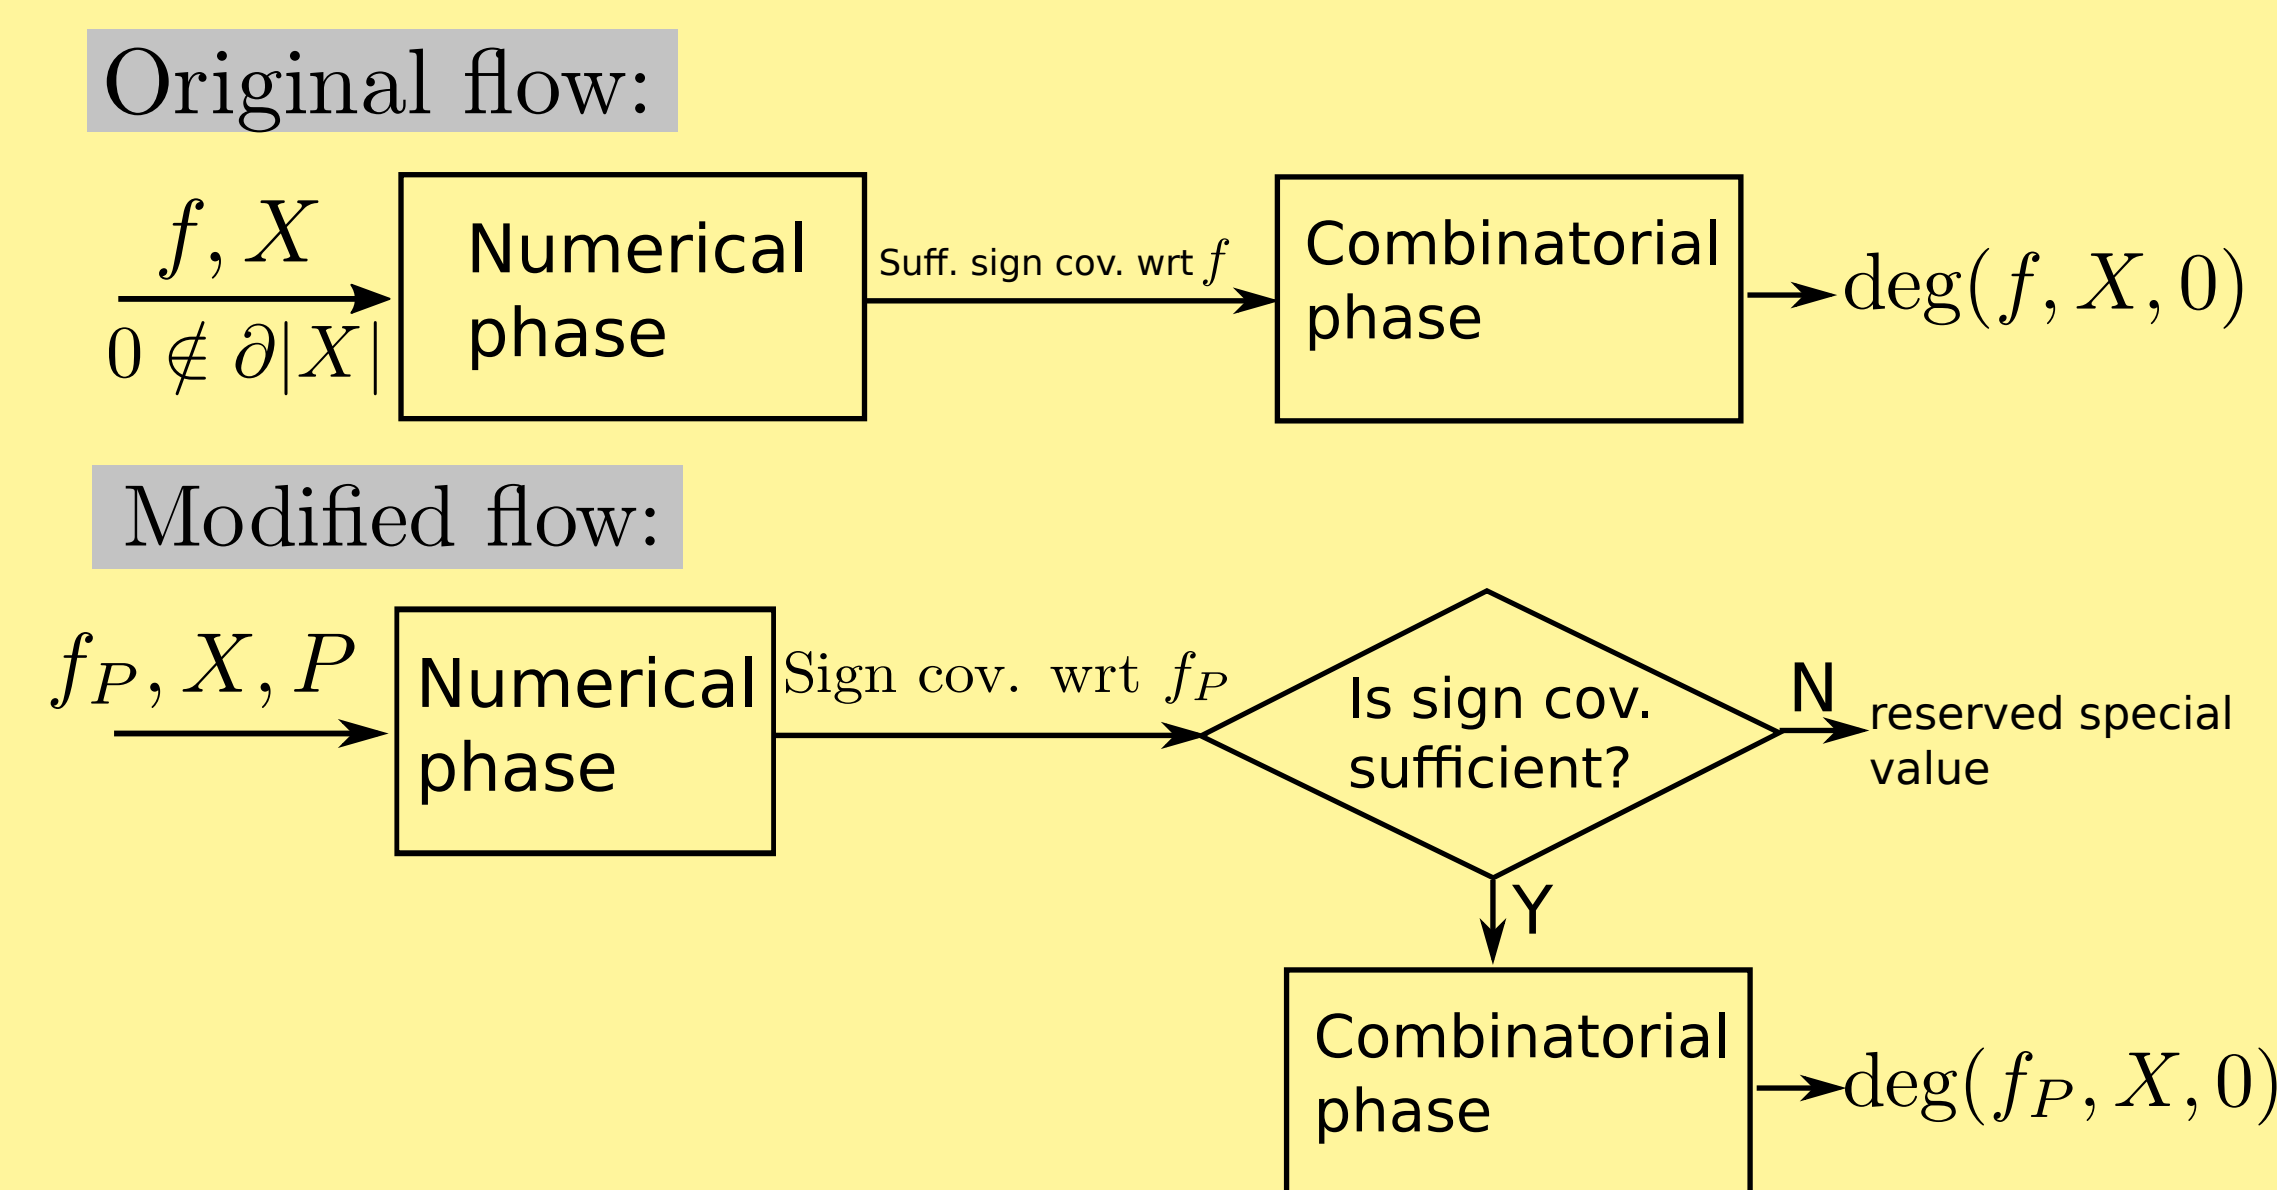 Original flow:
f, X
0 ∉ ∂|X|
Numerical
phase
Suff. sign cov. wrt f
Combinatorial
phase
deg(f, X, 0)
Modified flow:
f_P, X, P
Numerical
phase
Sign cov. wrt f_P
Is sign cov.
sufficient?
N
reserved special
value
Y
Combinatorial
phase
deg(f_P, X, 0)